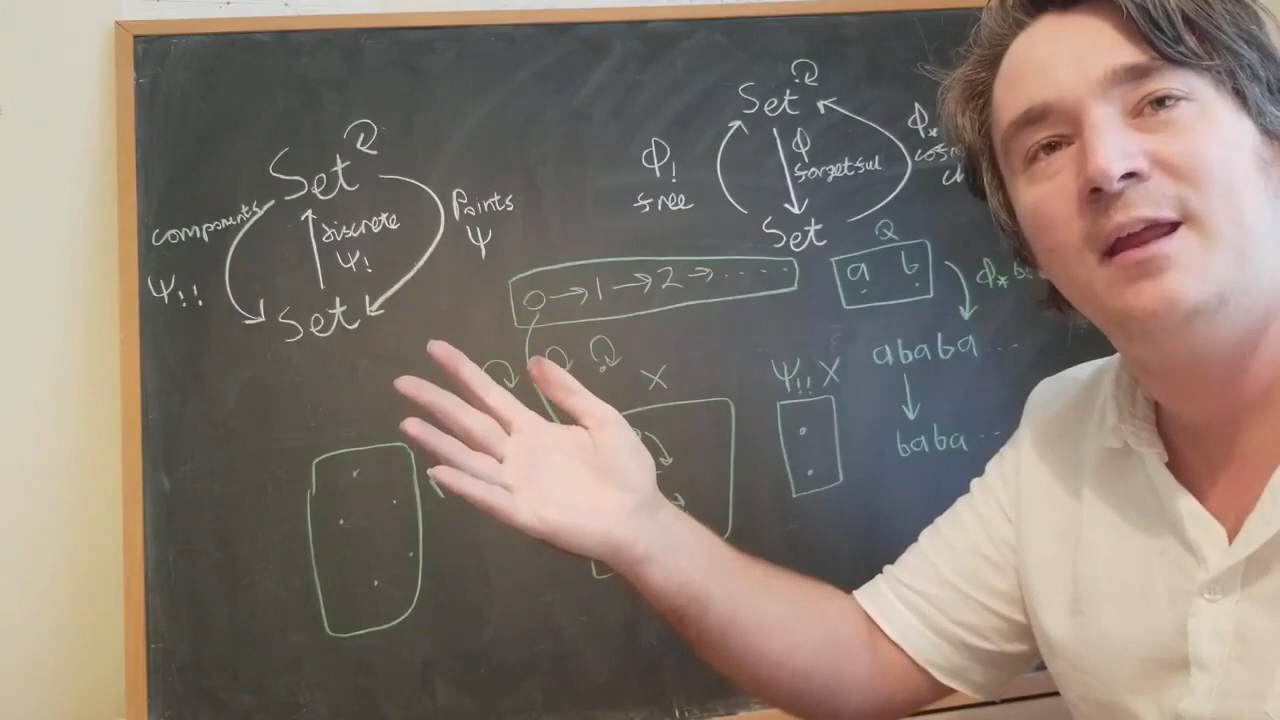 Set
components
discrete
Ψ!
Points
Ψ
Ψ!!
Set
Set
Φ!
free
Φ
forgetful
Φ*
Set
0→1→2→.....
Q
a b
Φ*
ababa...
↓
baba...
X
Ψ!! X